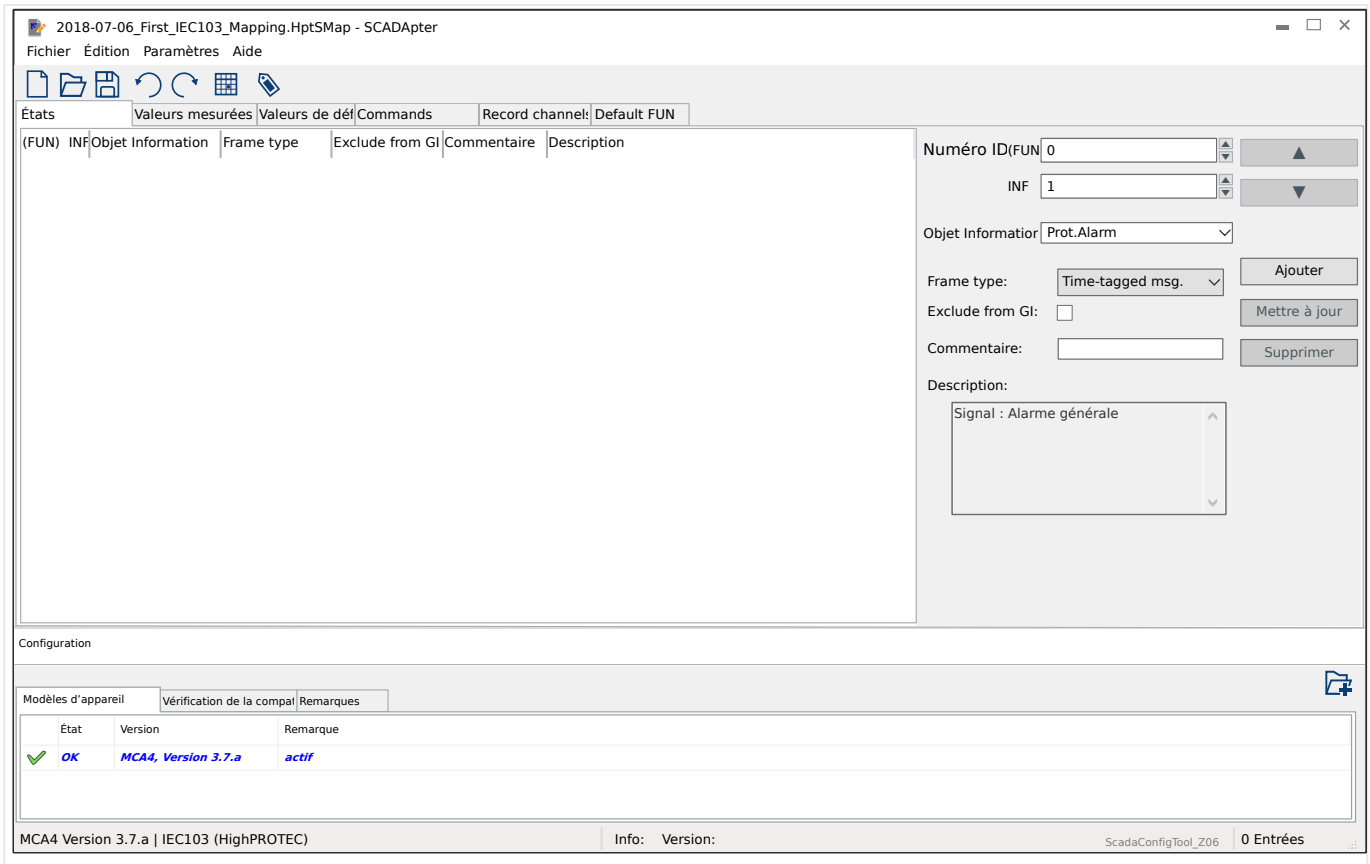 2018-07-06_First_IEC103_Mapping.HptSMap - SCADApter
Fichier Édition Paramètres Aide
États Valeurs mesurées Valeurs de déf Commands Record channels Default FUN
(FUN) INF Objet Information Frame type Exclude from GI Commentaire Description
Numéro ID(FUN 0
INF 1
Objet Information Prot.Alarm
Ajouter
Frame type: Time-tagged msg.
Exclude from GI: Mettre à jour
Commentaire: Supprimer
Description:
Signal : Alarme générale
Configuration
Modèles d’appareil Vérification de la compat Remarques
État Version Remarque
OK MCA4, Version 3.7.a actif
MCA4 Version 3.7.a | IEC103 (HighPROTEC) Info: Version: ScadaConfigTool_Z06 0 Entrées